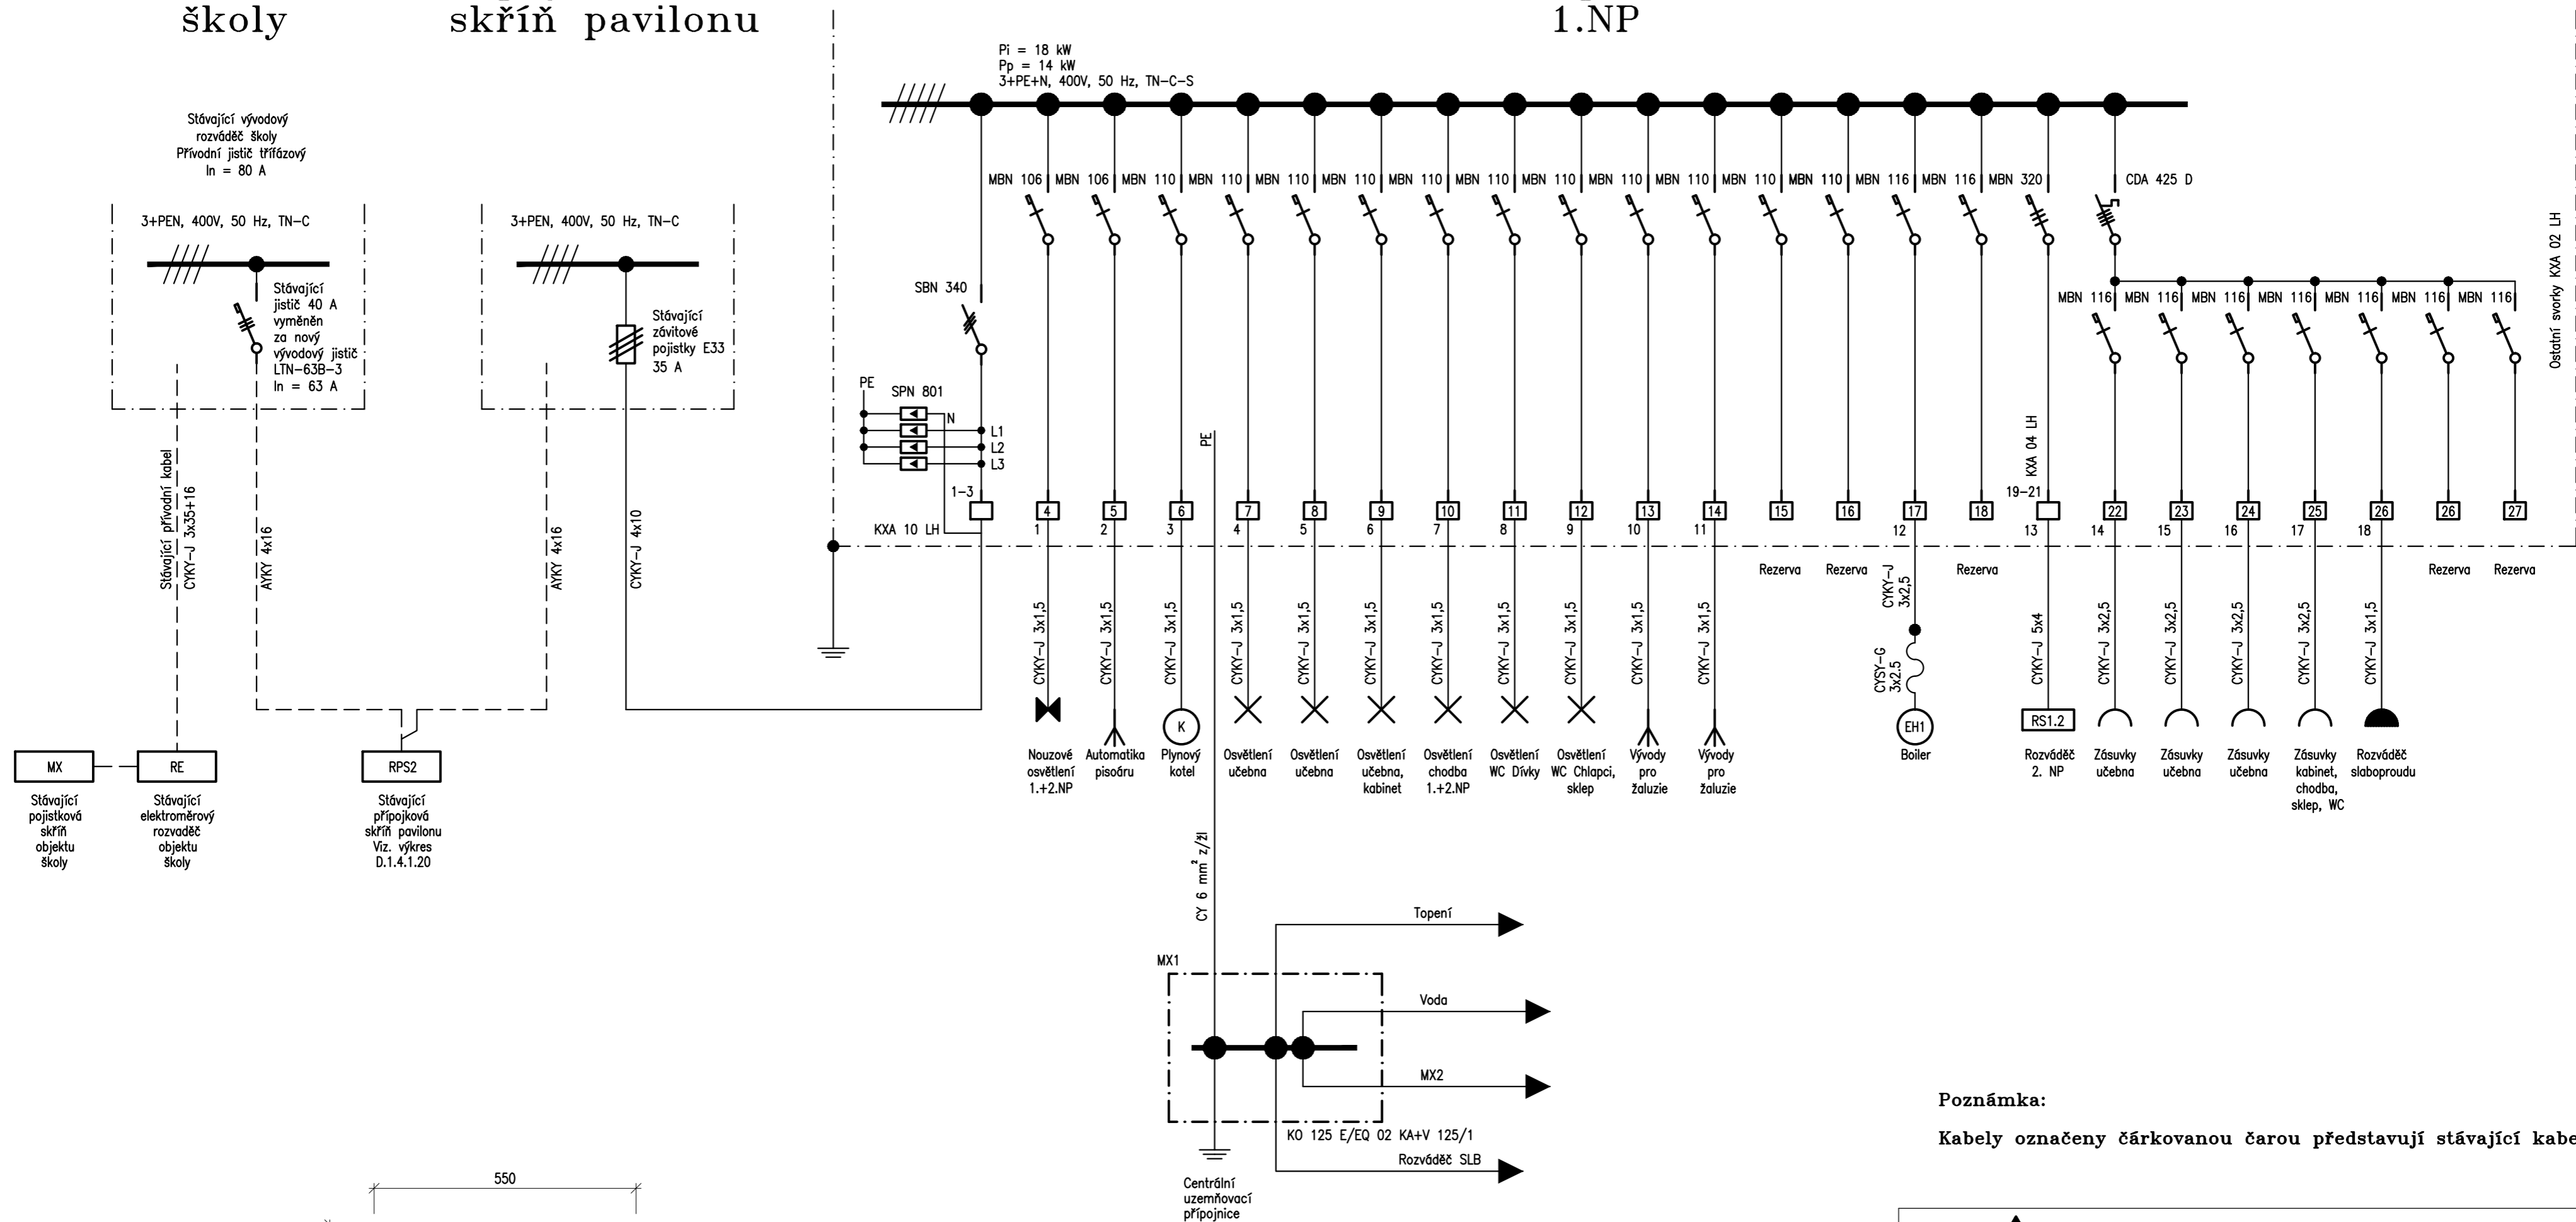 školy
skříň pavilonu
1.NP
Pi = 18 kW
Pp = 14 kW
3+PE+N, 400V, 50 Hz, TN-C-S
Stávající vývodový
rozváděč školy
Přívodní jistič třífázový
In = 80 A
3+PEN, 400V, 50 Hz, TN-C
Stávající
jistič 40 A
vyměněn
za nový
vývodový jistič
LTN-63B-3
In = 63 A
3+PEN, 400V, 50 Hz, TN-C
Stávající
závitové
pojistky E33
35 A
Stávající přívodní kabel
CYKY-J 3x35+16
AYKY 4x16
AYKY 4x16
CYKY-J 4x10
MX
RE
RPS2
Stávající
pojistková
skříň
objektu
školy
Stávající
elektroměrový
rozvaděč
objektu
školy
Stávající
přípojková
skříň pavilonu
Viz. výkres
D.1.4.1.20
MBN 106 MBN 106 MBN 110 MBN 110 MBN 110 MBN 110 MBN 110 MBN 110 MBN 110 MBN 110 MBN 110 MBN 110 MBN 110 MBN 116 MBN 116 MBN 320 CDA 425 D
SBN 340
MBN 116 MBN 116 MBN 116 MBN 116 MBN 116 MBN 116 MBN 116
Ostatní svorky KXA 02 LH
PE
SPN 801
N
L1
L2
L3
PE
KXA 04 LH
1-3 4 5 6 7 8 9 10 11 12 13 14 15 16 17 18 19-21 22 23 24 25 26 26 27
KXA 10 LH 1 2 3 4 5 6 7 8 9 10 11 12 13 14 15 16 17 18
Rezerva Rezerva Rezerva Rezerva Rezerva
CYKY-J 3x1,5
CYKY-J 3x1,5
CYKY-J 3x1,5
CYKY-J 3x1,5
CYKY-J 3x1,5
CYKY-J 3x1,5
CYKY-J 3x1,5
CYKY-J 3x1,5
CYKY-J 3x1,5
CYKY-J 3x1,5
CYKY-J 3x1,5
CYKY-J
3x2,5
CYSY-G
3x2.5
CYKY-J 5x4
CYKY-J 3x2,5
CYKY-J 3x2,5
CYKY-J 3x2,5
CYKY-J 3x2,5
CYKY-J 3x1,5
K
EH1
RS1.2
Nouzové
osvětlení
1.+2.NP
Automatika
pisoáru
Plynový
kotel
Osvětlení
učebna
Osvětlení
učebna
Osvětlení
učebna,
kabinet
Osvětlení
chodba
1.+2.NP
Osvětlení
WC Dívky
Osvětlení
WC Chlapci,
sklep
Vývody
pro
žaluzie
Vývody
pro
žaluzie
Boiler
Rozváděč
2. NP
Zásuvky
učebna
Zásuvky
učebna
Zásuvky
učebna
Zásuvky
kabinet,
chodba,
sklep, WC
Rozváděč
slaboproudu
CY 6 mm² z/žl
Topení
MX1
Voda
MX2
KO 125 E/EQ 02 KA+V 125/1
Rozváděč SLB
Centrální
uzemňovací
přípojnice
550
Poznámka:
Kabely označeny čárkovanou čarou představují stávající kabe